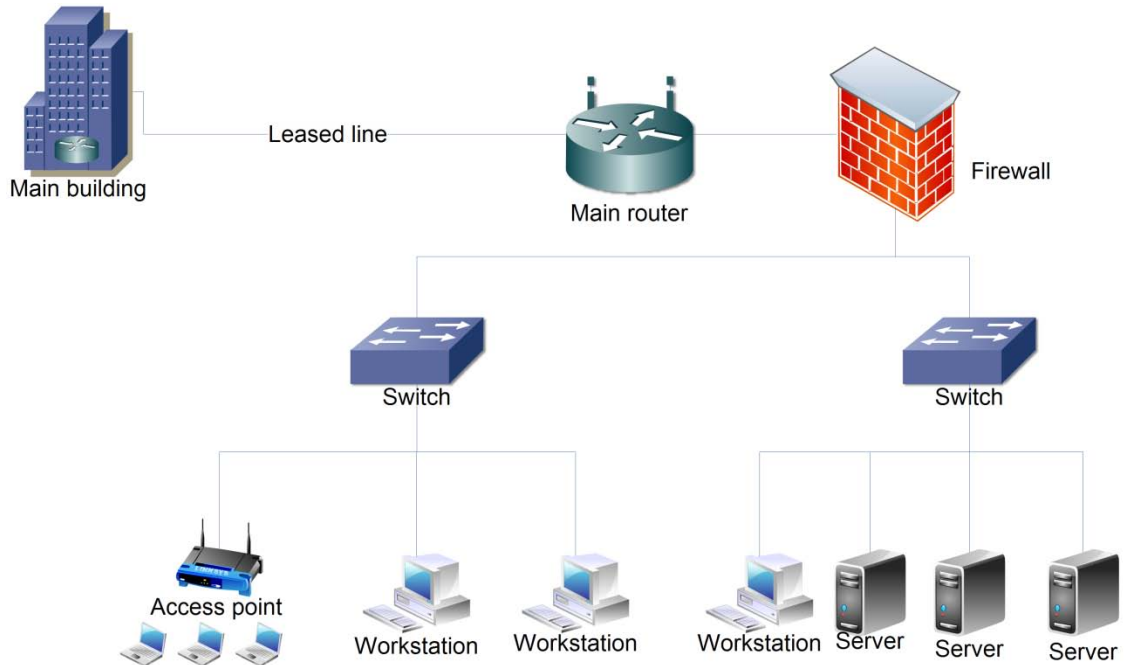 Main building
Leased line
Main router
Firewall
Switch
Switch
Access point
Workstation
Workstation
Workstation
Server
Server
Server